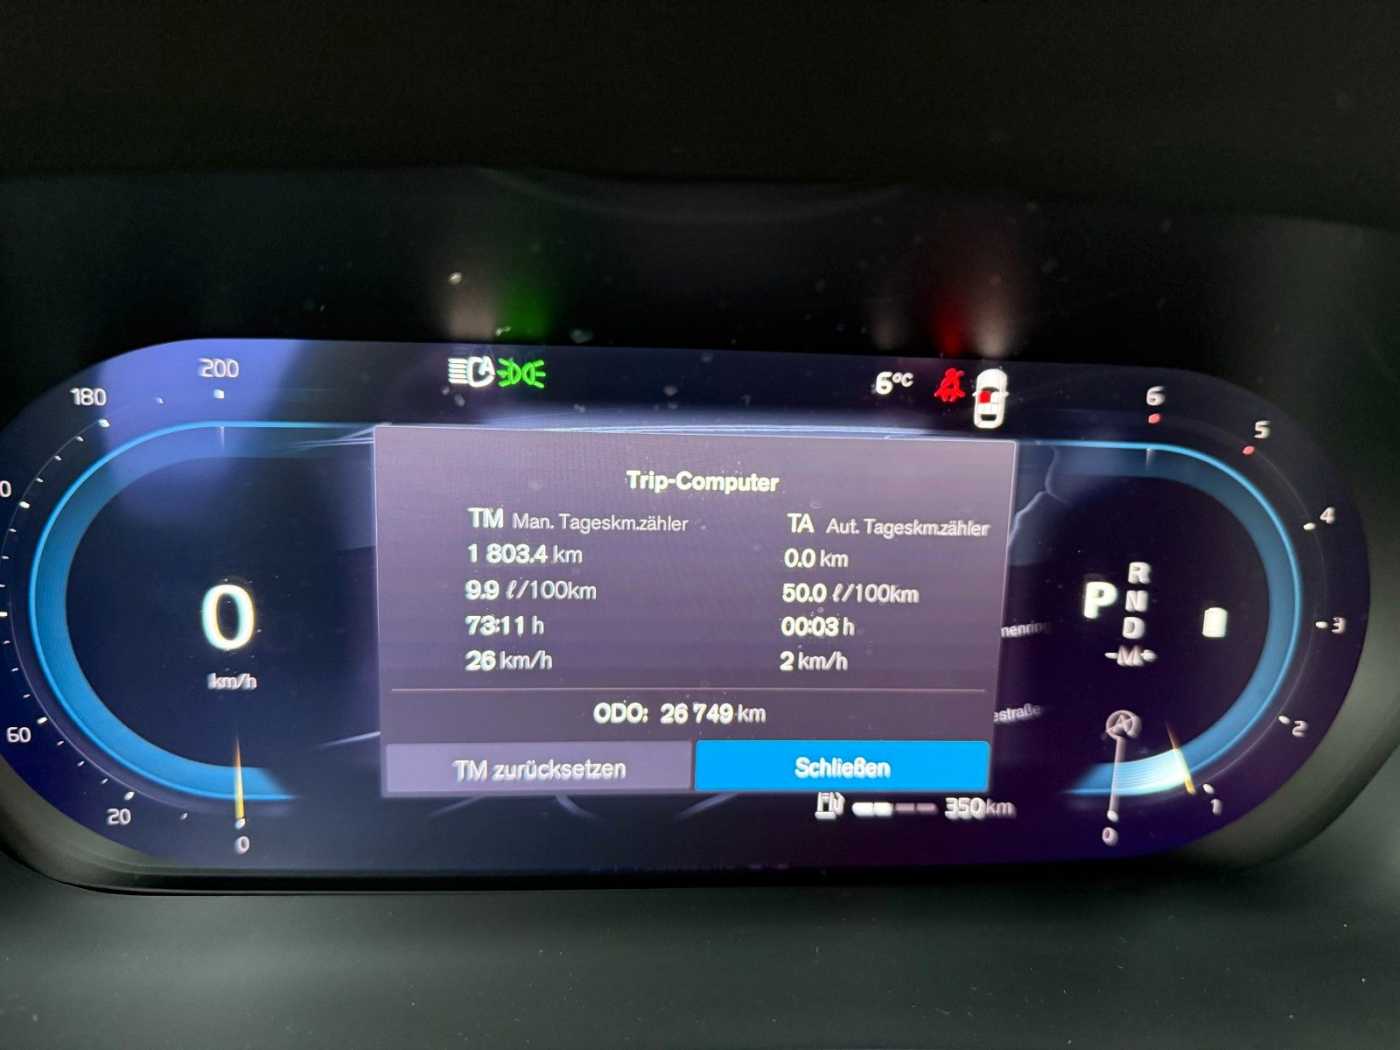 200
180
6°C
6
5
4
3
2
1
0
Trip-Computer
TM Man. Tageskm.zähler
1 803.4 km
9.9 ℓ/100km
73:11 h
26 km/h
TA Aut. Tageskm.zähler
0.0 km
50.0 ℓ/100km
00:03 h
2 km/h
ODO: 26 749 km
TM zurücksetzen
Schließen
0
km/h
60
20
0
P
R
N
D
-M+
A
350 km